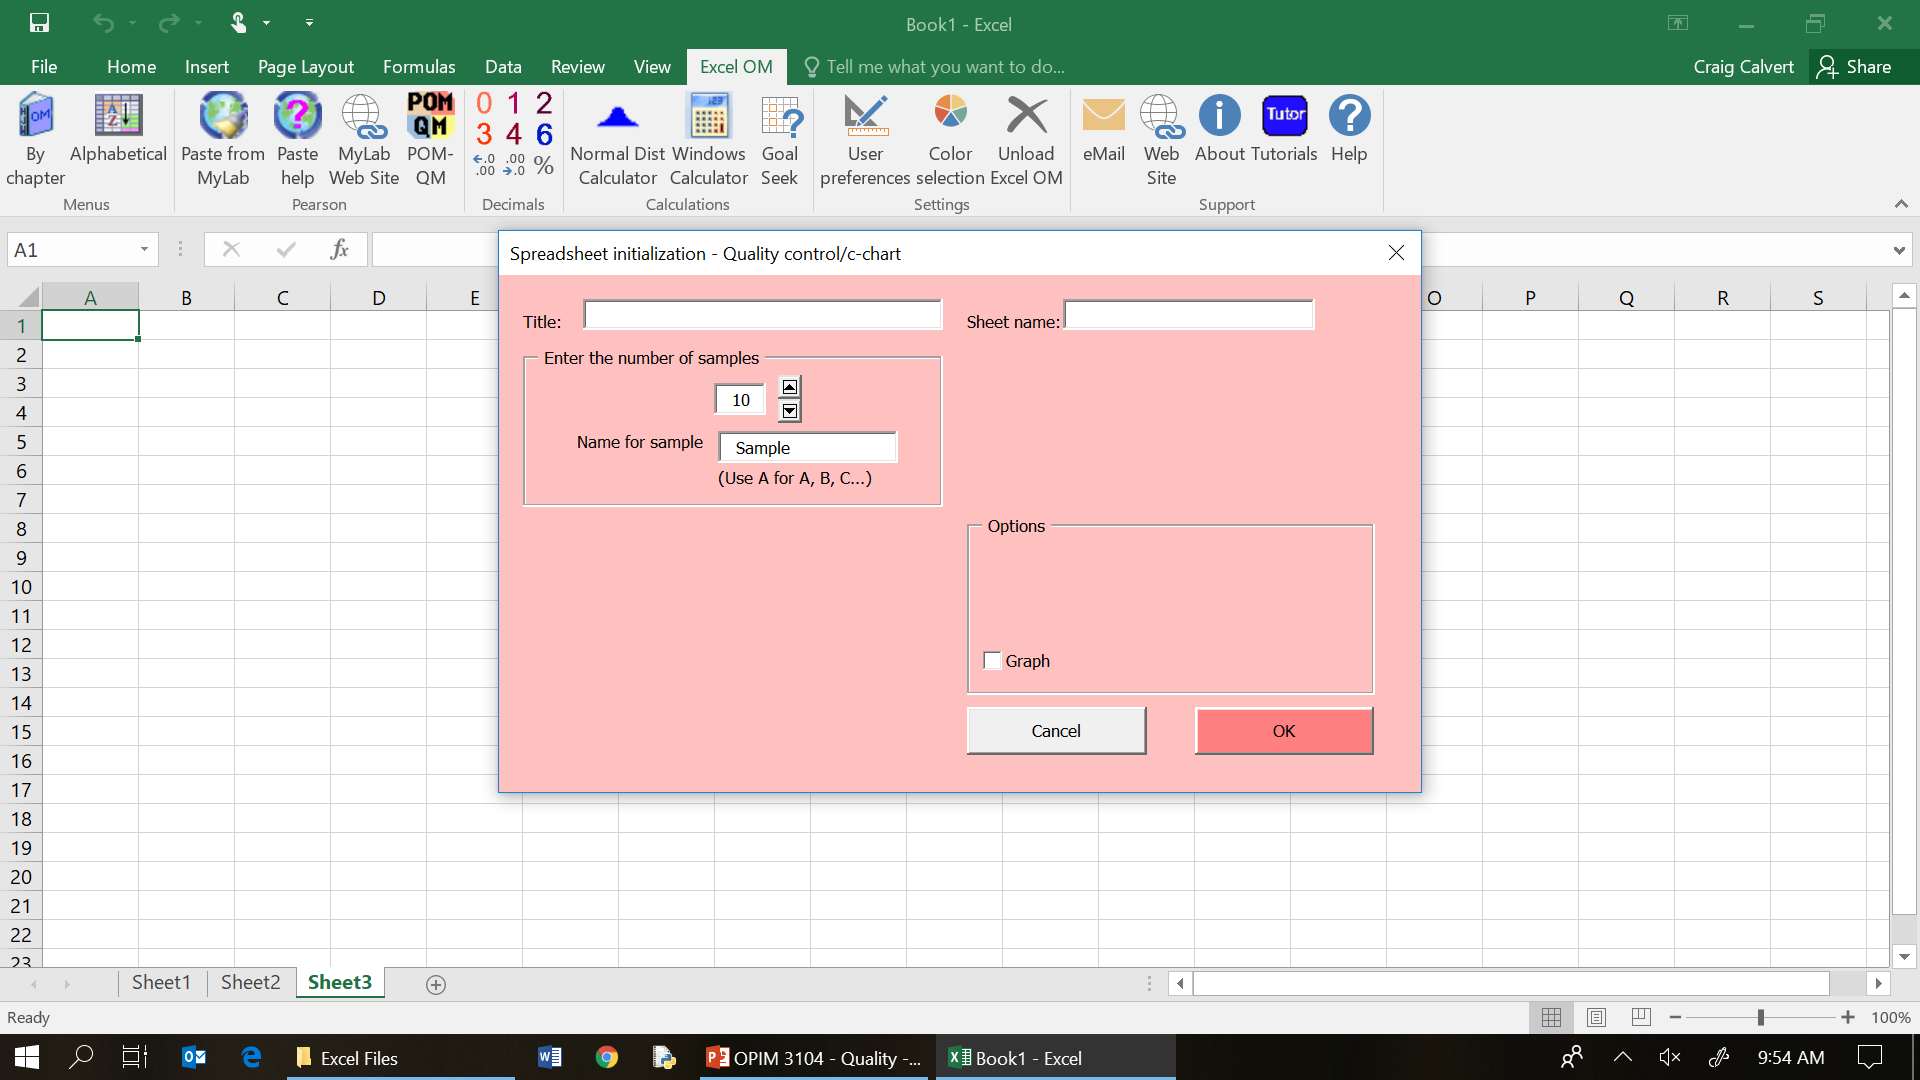 Book1 - Excel
File Home Insert Page Layout Formulas Data Review View Excel OM Tell me what you want to do... Craig Calvert Share
OM
A Z
?
POM QM
0 1 2
3 4 6
←.0 .00
.00 →.0 %
123
Tutor
By chapter
Alphabetical
Paste from MyLab
Paste help
MyLab Web Site
POM-QM
Normal Dist Calculator
Windows Calculator
Goal Seek
User preferences
Color selection
Unload Excel OM
eMail
Web Site
About
Tutorials
Help
Menus Pearson Decimals Calculations Settings Support
A1 fx
Spreadsheet initialization - Quality control/c-chart
A B C D E O P Q R S
Title: Sheet name:
Enter the number of samples
10
Name for sample Sample
(Use A for A, B, C...)
Options
Graph
Cancel OK
1
2
3
4
5
6
7
8
9
10
11
12
13
14
15
16
17
18
19
20
21
22
23
Sheet1 Sheet2 Sheet3
Ready 100%
Excel Files OPIM 3104 - Quality -... Book1 - Excel 9:54 AM